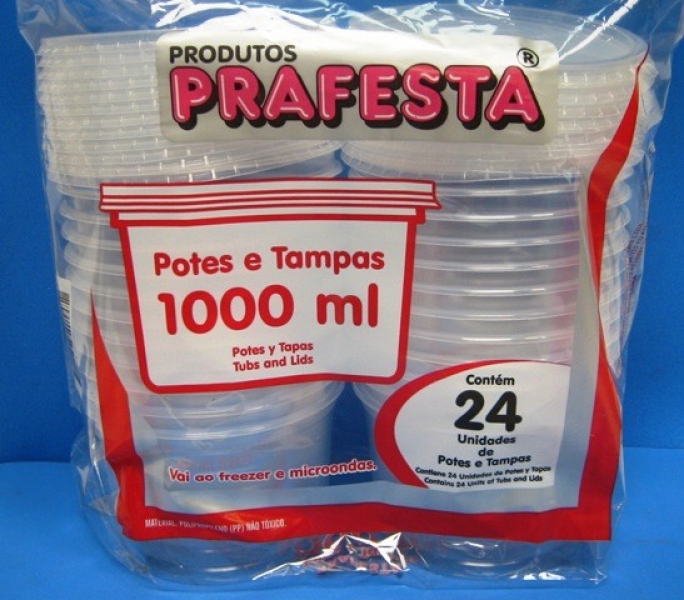 PRODUTOS
PRAFESTA®
Potes e Tampas
1000 ml
Potes y Tapas
Tubs and Lids
Contém
24
Unidades
de
Potes e Tampas
Contiene 24 Unidades de Potes y Tapas
Contains 24 Units of Tubs and Lids
Vai ao freezer e microondas.
MATERIAL: POLIPROPILENO (PP) NÃO TÓXICO.